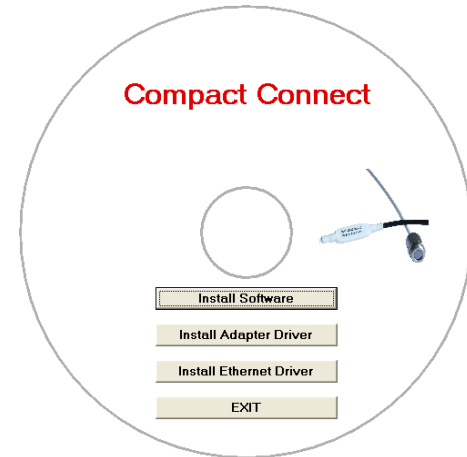 Compact Connect
Install Software
Install Adapter Driver
Install Ethernet Driver
EXIT